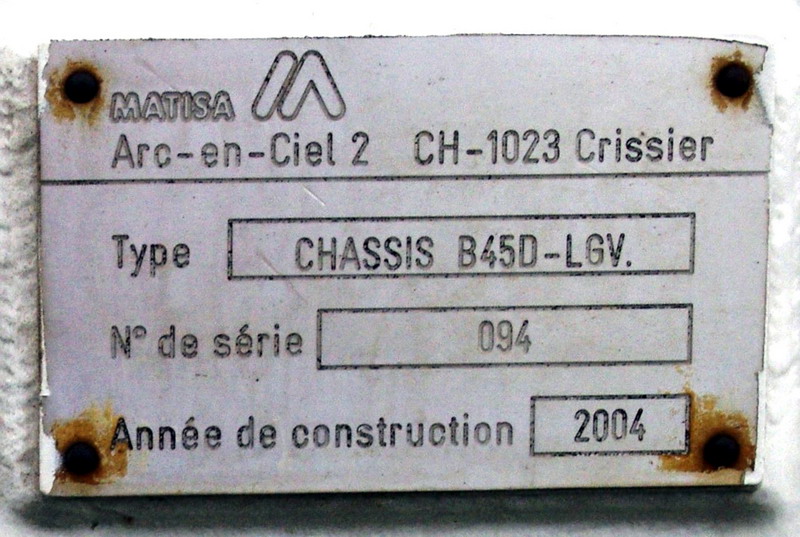 MATISA
Arc-en-Ciel 2 CH-1023 Crissier
Type CHASSIS B45D-LGV.
N° de série 094
Année de construction 2004